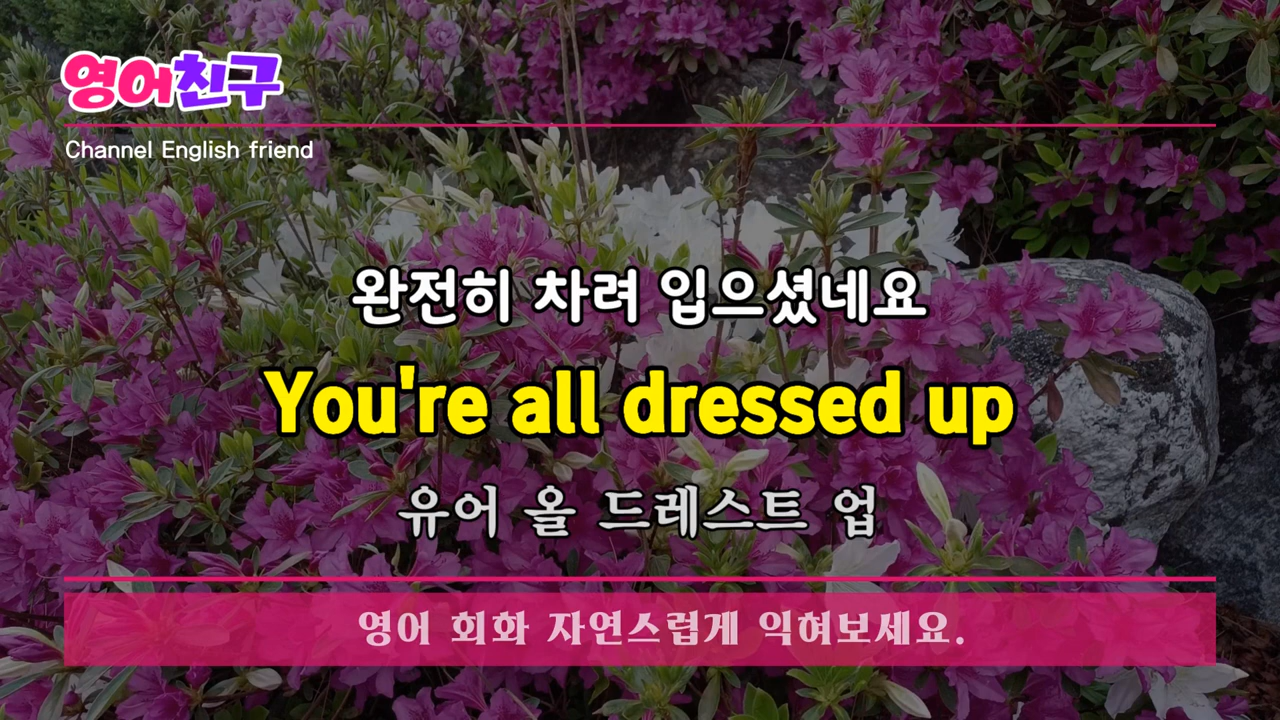 영어친구
Channel English friend
완전히 차려 입으셨네요
You're all dressed up
유어 올 드레스트 업
영어 회화 자연스럽게 익혀보세요.